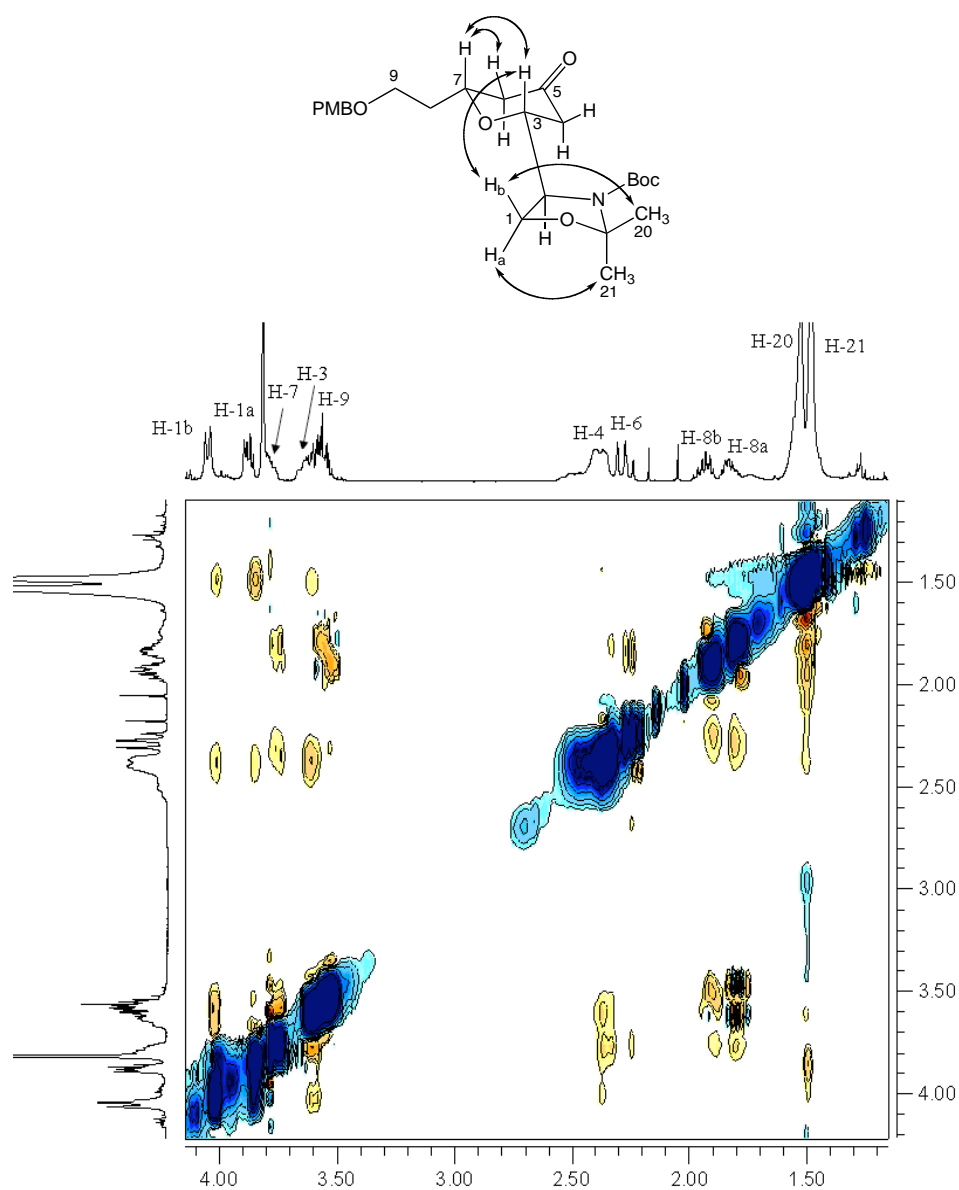 H
H
H
O
9
7
5
PMBO
O
3
H
H
H
Hb
N
Boc
1
O
CH3
20
H
Ha
CH3
21
H-20
H-21
H-3
H-7
H-9
H-1a
H-1b
H-4
H-6
H-8b
H-8a
1.50
2.00
2.50
3.00
3.50
4.00
4.00 3.50 3.00 2.50 2.00 1.50